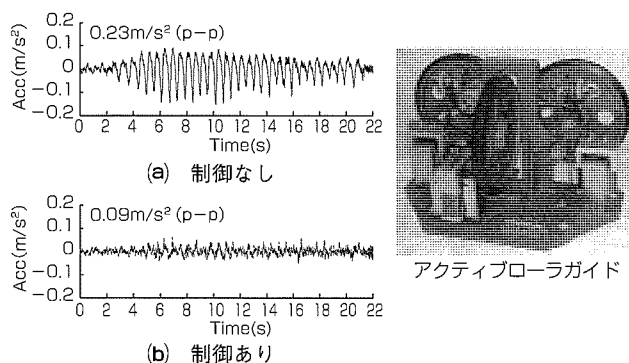 0.2
0.1
0
-0.1
-0.2
Acc(m/s²)
0.23m/s² (p-p)
0 2 4 6 8 10 12 14 16 18 20 22
Time(s)
(a) 制御なし
0.2
0.1
0
-0.1
-0.2
Acc(m/s²)
0.09m/s² (p-p)
0 2 4 6 8 10 12 14 16 18 20 22
Time(s)
(b) 制御あり
アクティブローラガイド